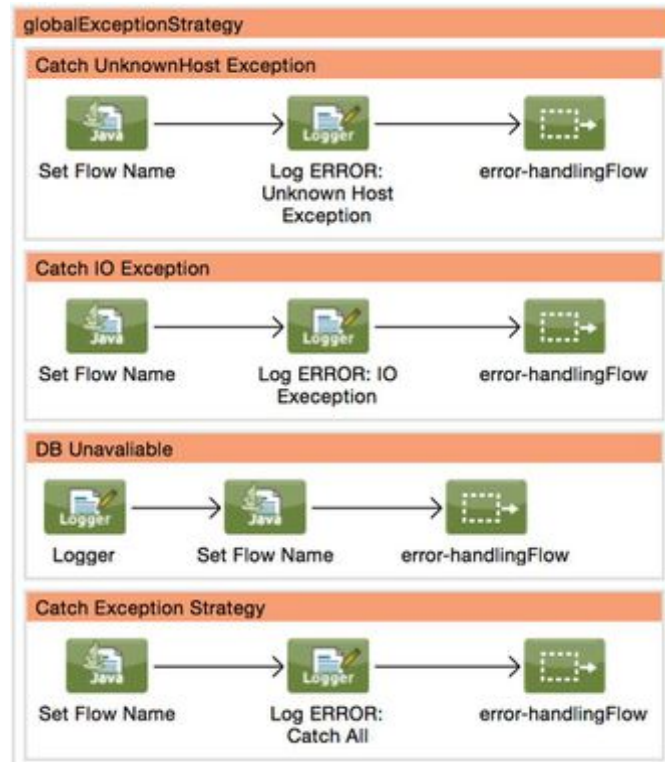 globalExceptionStrategy
Catch UnknownHost Exception
Java
Logger
Set Flow Name
Log ERROR:
Unknown Host
Exception
error-handlingFlow
Catch IO Exception
Java
Logger
Set Flow Name
Log ERROR: IO
Exeception
error-handlingFlow
DB Unavaliable
Logger
Java
Logger
Set Flow Name
error-handlingFlow
Catch Exception Strategy
Java
Logger
Set Flow Name
Log ERROR:
Catch All
error-handlingFlow